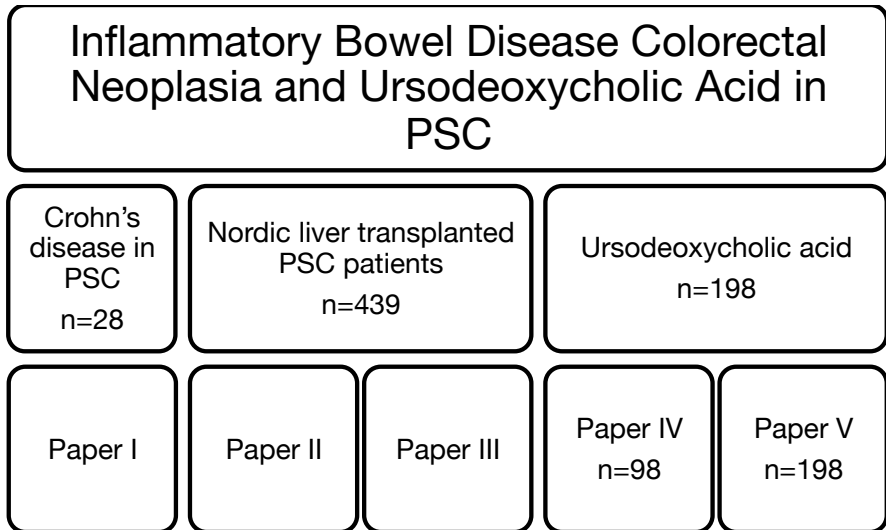 Inflammatory Bowel Disease Colorectal
Neoplasia and Ursodeoxycholic Acid in
PSC
Crohn’s
disease in
PSC
n=28
Nordic liver transplanted
PSC patients
n=439
Ursodeoxycholic acid
n=198
Paper I
Paper II
Paper III
Paper IV
n=98
Paper V
n=198